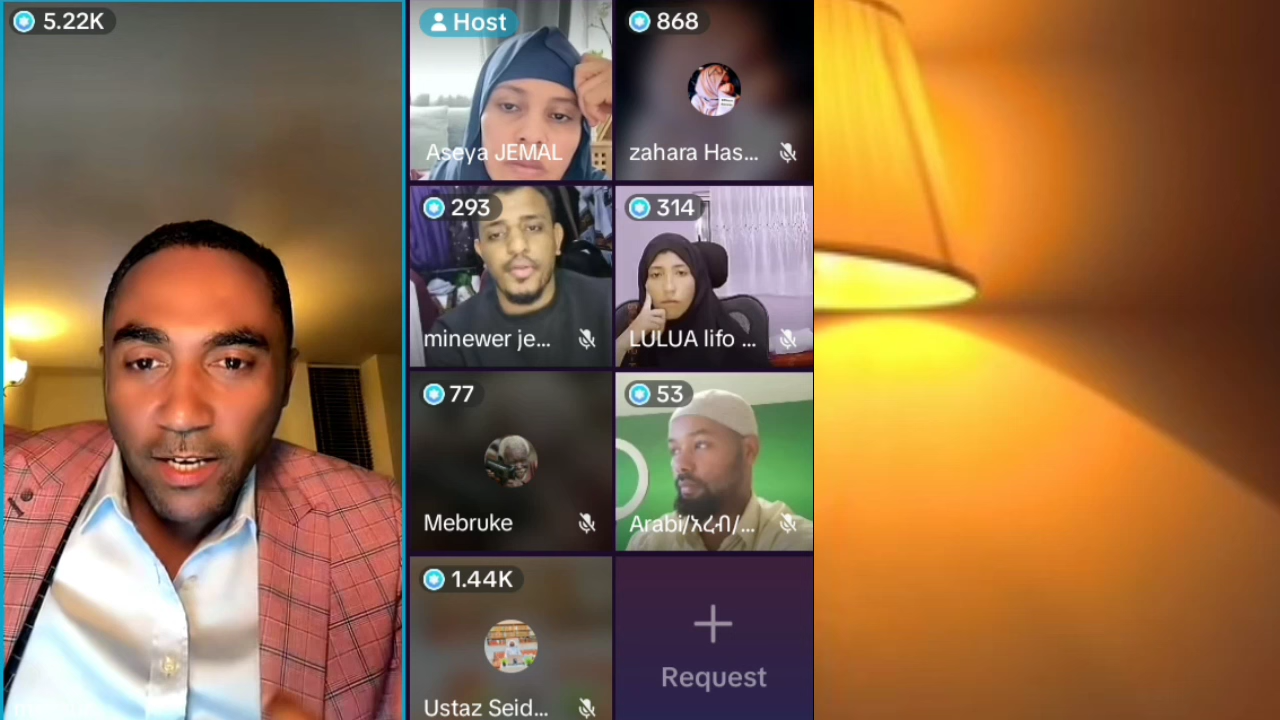 5.22K
Host
Aseya JEMAL
868
zahara Has...
293
minewer je...
314
LULUA lifo ...
77
Mebruke
53
Arabi/አረብ/...
1.44K
Ustaz Seid...
Request